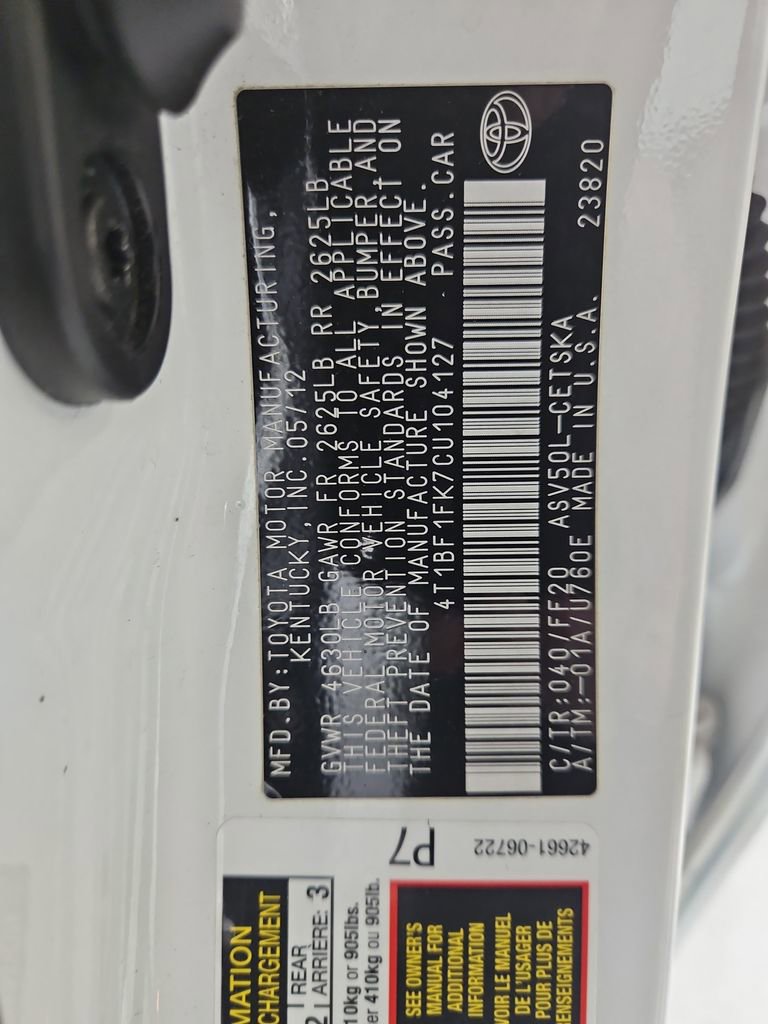 MFD.BY:TOYOTA MOTOR MANUFACTURING,
KENTUCKY, INC. 05/12
GVWR 4630LB GAWR FR 2625LB RR 2625LB
THIS VEHICLE CONFORMS TO ALL APPLICABLE
FEDERAL MOTOR VEHICLE SAFETY, BUMPER AND
THEFT PREVENTION STANDARDS IN EFFECT ON
THE DATE OF MANUFACTURE SHOWN ABOVE.
4T1BF1FK7CU104127 PASS.CAR
C/TR:040/FF20 ASV50L-CETSKA
A/TM:-01A/U760E MADE IN U.S.A. 23820
P7
42661-06722
MATION
CHARGEMENT
2 REAR
ARRIÈRE: 3
10kg or 905lbs.
er 410kg ou 905lb.
SEE OWNER'S
MANUAL FOR
ADDITIONAL
INFORMATION
VOIR LE MANUEL
DE L'USAGER
POUR PLUS DE
ENSEIGNEMENTS